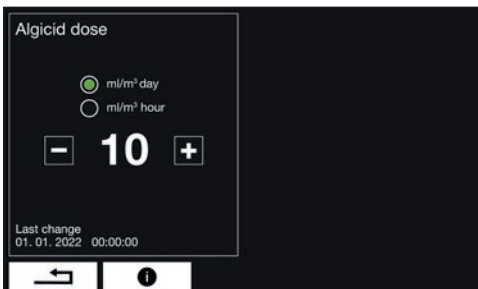 Algicid dose
ml/m³ day
ml/m³ hour
− 10 +
Last change
01. 01. 2022 00:00:00
i